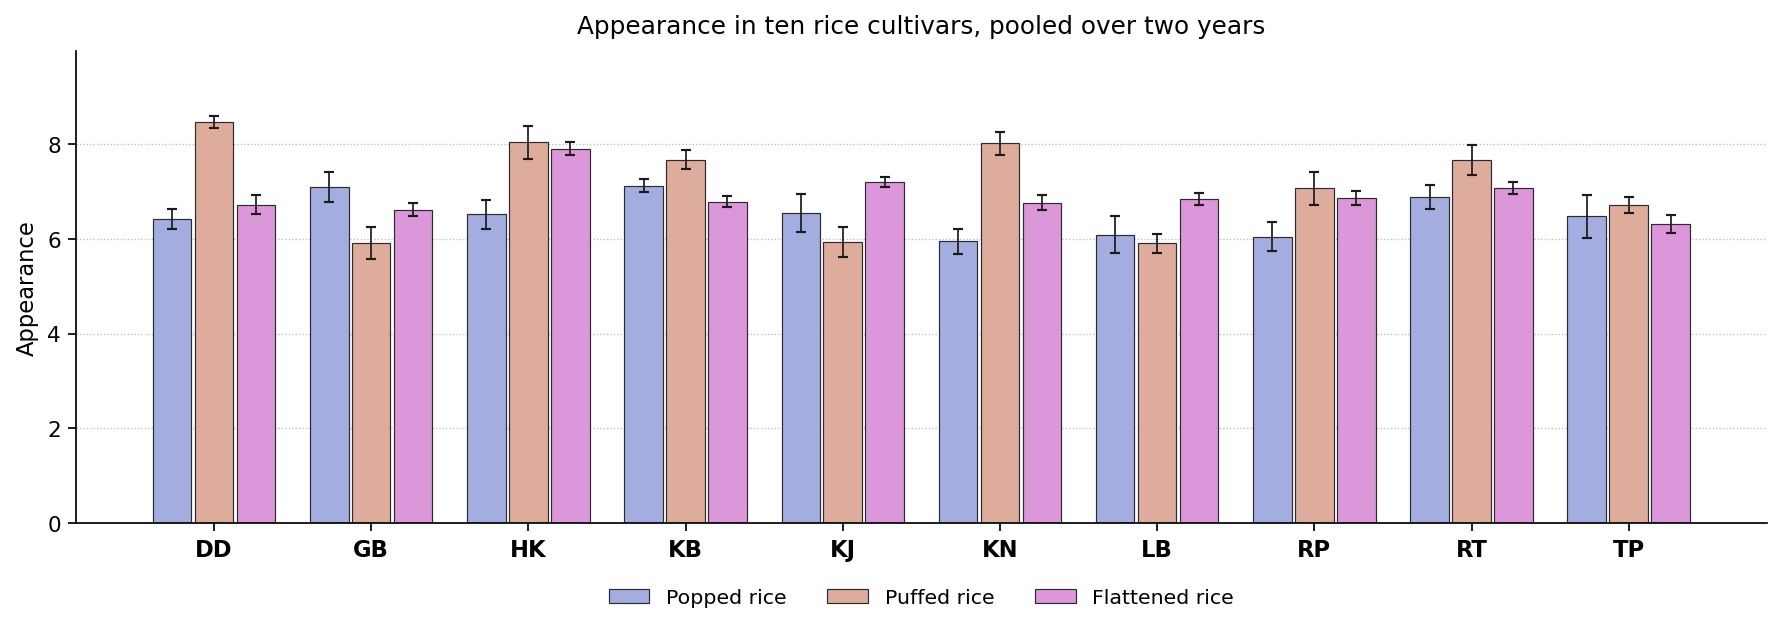 Appearance in ten rice cultivars, pooled over two years
Appearance
8
6
4
2
0
DD GB HK KB KJ KN LB RP RT TP
Popped rice Puffed rice Flattened rice